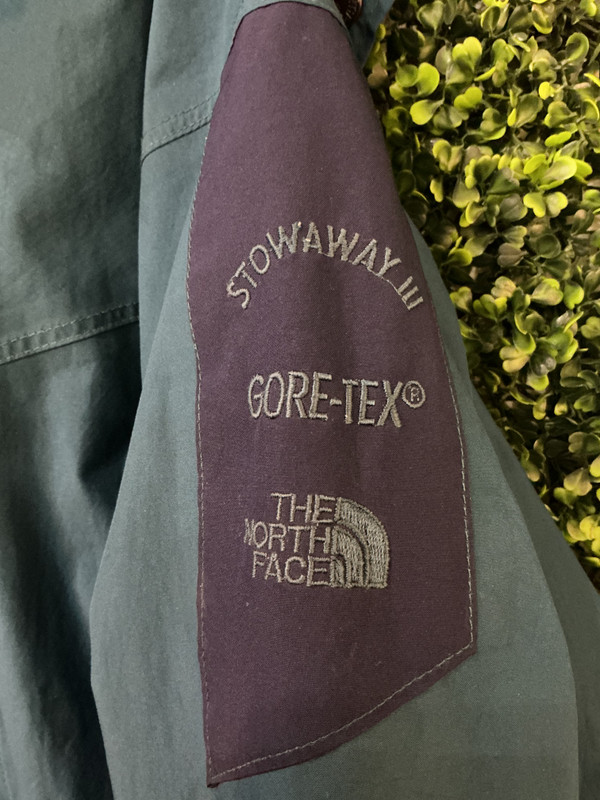 STOWAWAY III
GORE-TEX®
THE
NORTH
FACE